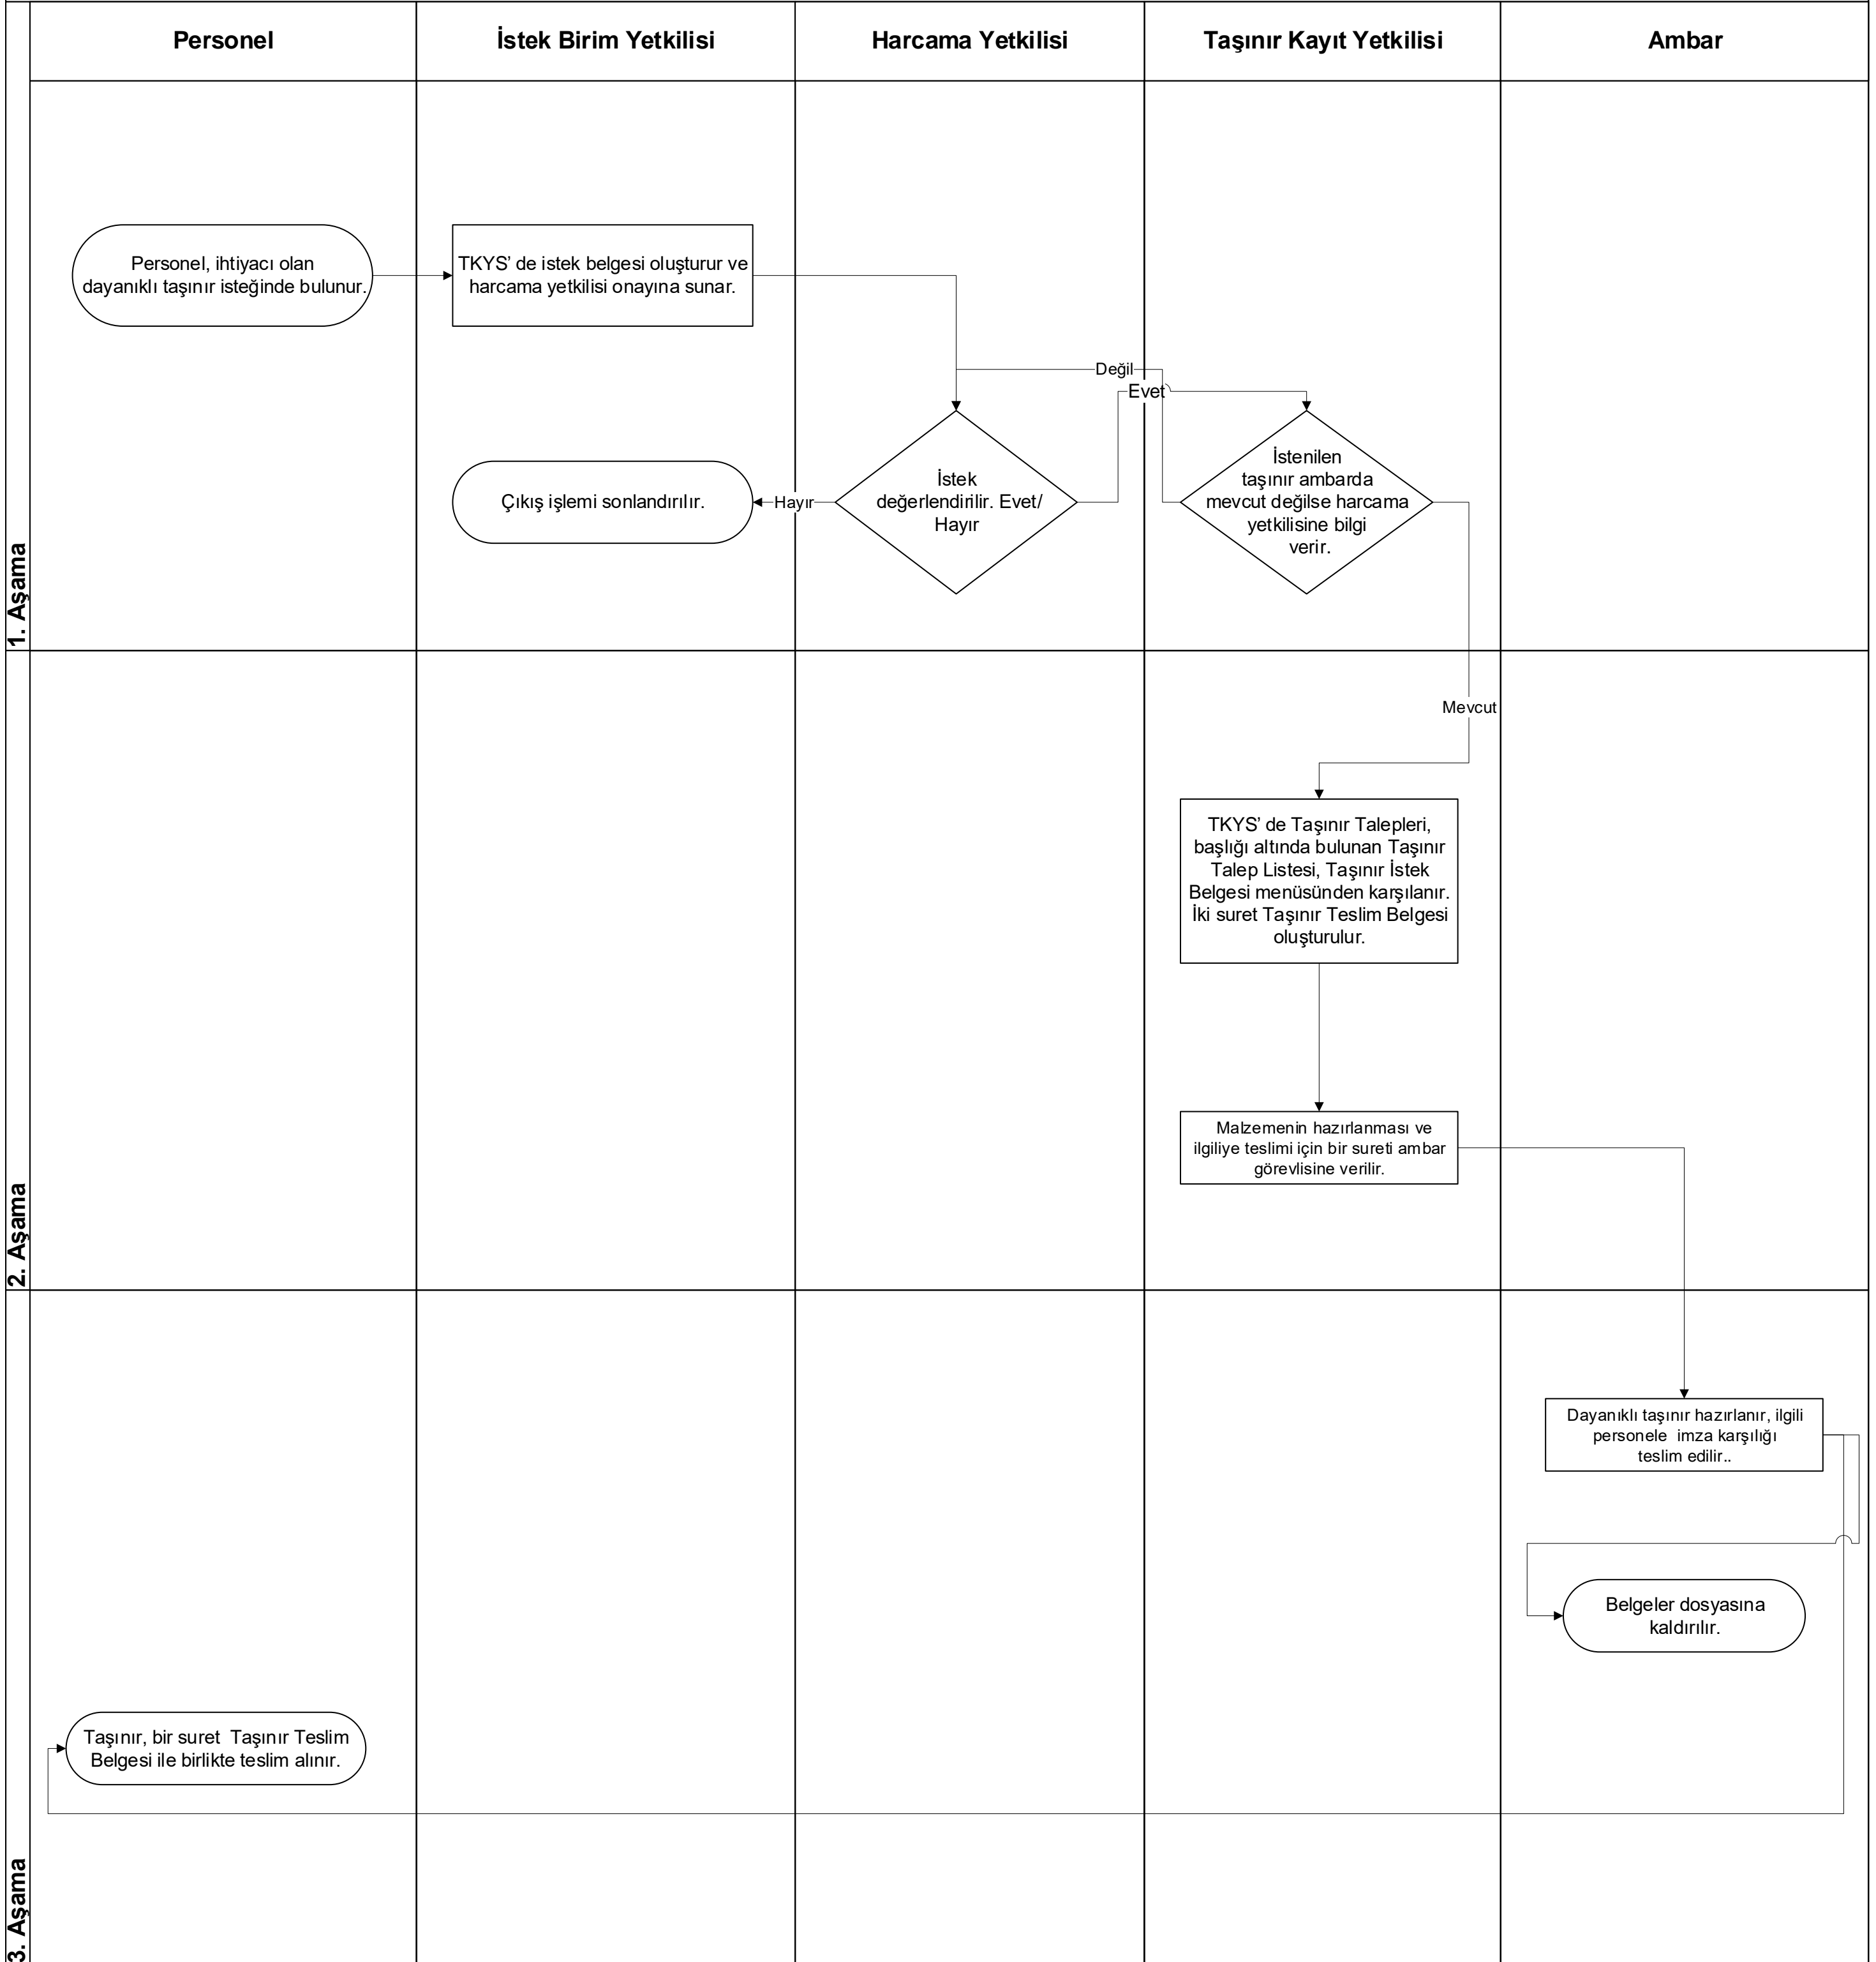 Personel
İstek Birim Yetkilisi
Harcama Yetkilisi
Taşınır Kayıt Yetkilisi
Ambar
1. Aşama
Personel, ihtiyacı olan
dayanıklı taşınır isteğinde bulunur.
TKYS’ de istek belgesi oluşturur ve
harcama yetkilisi onayına sunar.
Değil
Evet
Çıkış işlemi sonlandırılır.
Hayır
İstek
değerlendirilir. Evet/
Hayır
İstenilen
taşınır ambarda
mevcut değilse harcama
yetkilisine bilgi
verir.
2. Aşama
Mevcut
TKYS’ de Taşınır Talepleri,
başlığı altında bulunan Taşınır
Talep Listesi, Taşınır İstek
Belgesi menüsünden karşılanır.
İki suret Taşınır Teslim Belgesi
oluşturulur.
Malzemenin hazırlanması ve
ilgiliye teslimi için bir sureti ambar
görevlisine verilir.
3. Aşama
Dayanıklı taşınır hazırlanır, ilgili
personele  imza karşılığı
teslim edilir..
Belgeler dosyasına
kaldırılır.
Taşınır, bir suret  Taşınır Teslim
Belgesi ile birlikte teslim alınır.